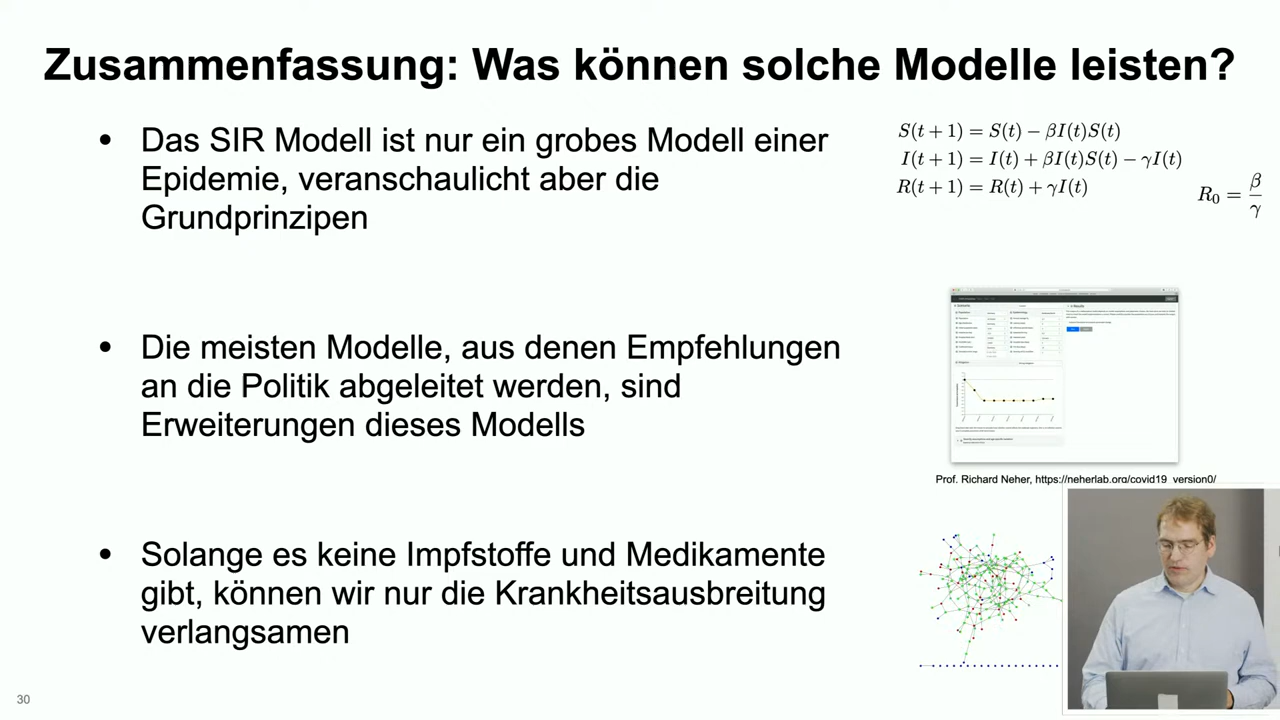 Zusammenfassung: Was können solche Modelle leisten?
• Das SIR Modell ist nur ein grobes Modell einer
Epidemie, veranschaulicht aber die
Grundprinzipen
S(t + 1) = S(t) − βI(t)S(t)
I(t + 1) = I(t) + βI(t)S(t) − γI(t)
R(t + 1) = R(t) + γI(t)
R₀ = β/γ
• Die meisten Modelle, aus denen Empfehlungen
an die Politik abgeleitet werden, sind
Erweiterungen dieses Modells
Prof. Richard Neher, https://neherlab.org/covid19_version0/
• Solange es keine Impfstoffe und Medikamente
gibt, können wir nur die Krankheitsausbreitung
verlangsamen
30